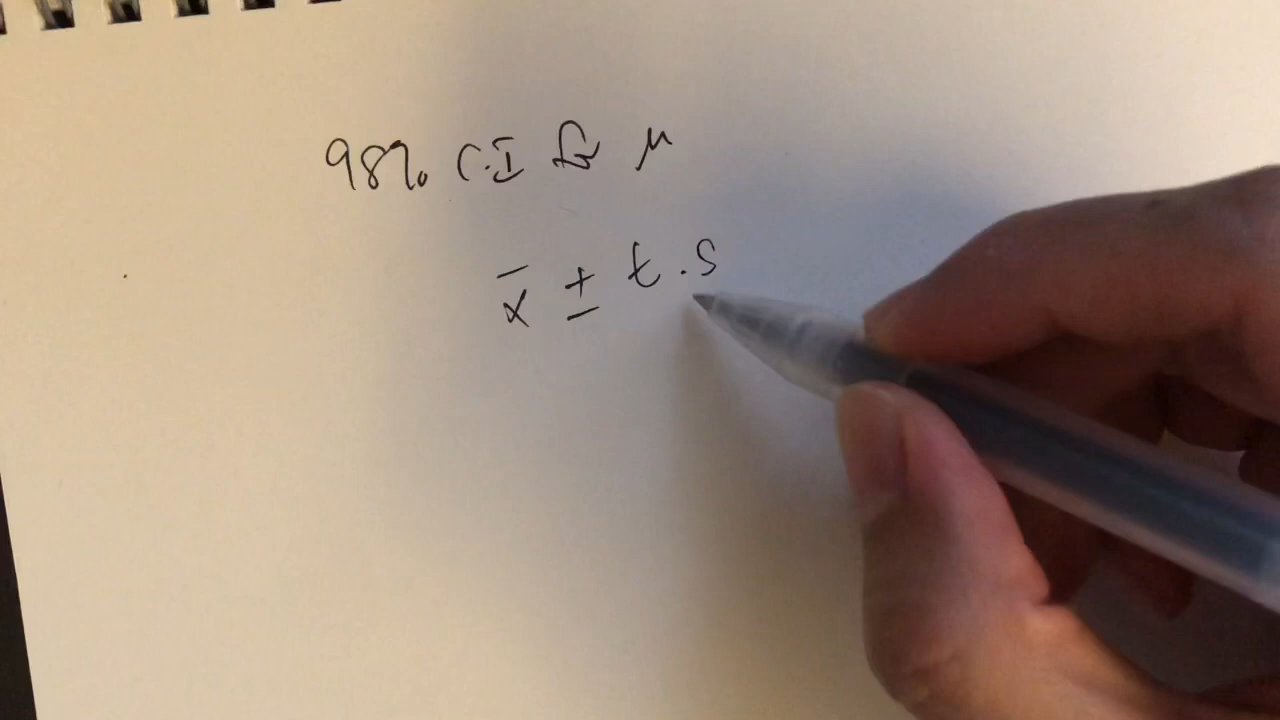 98% C.I for μ
x̄ ± t . s